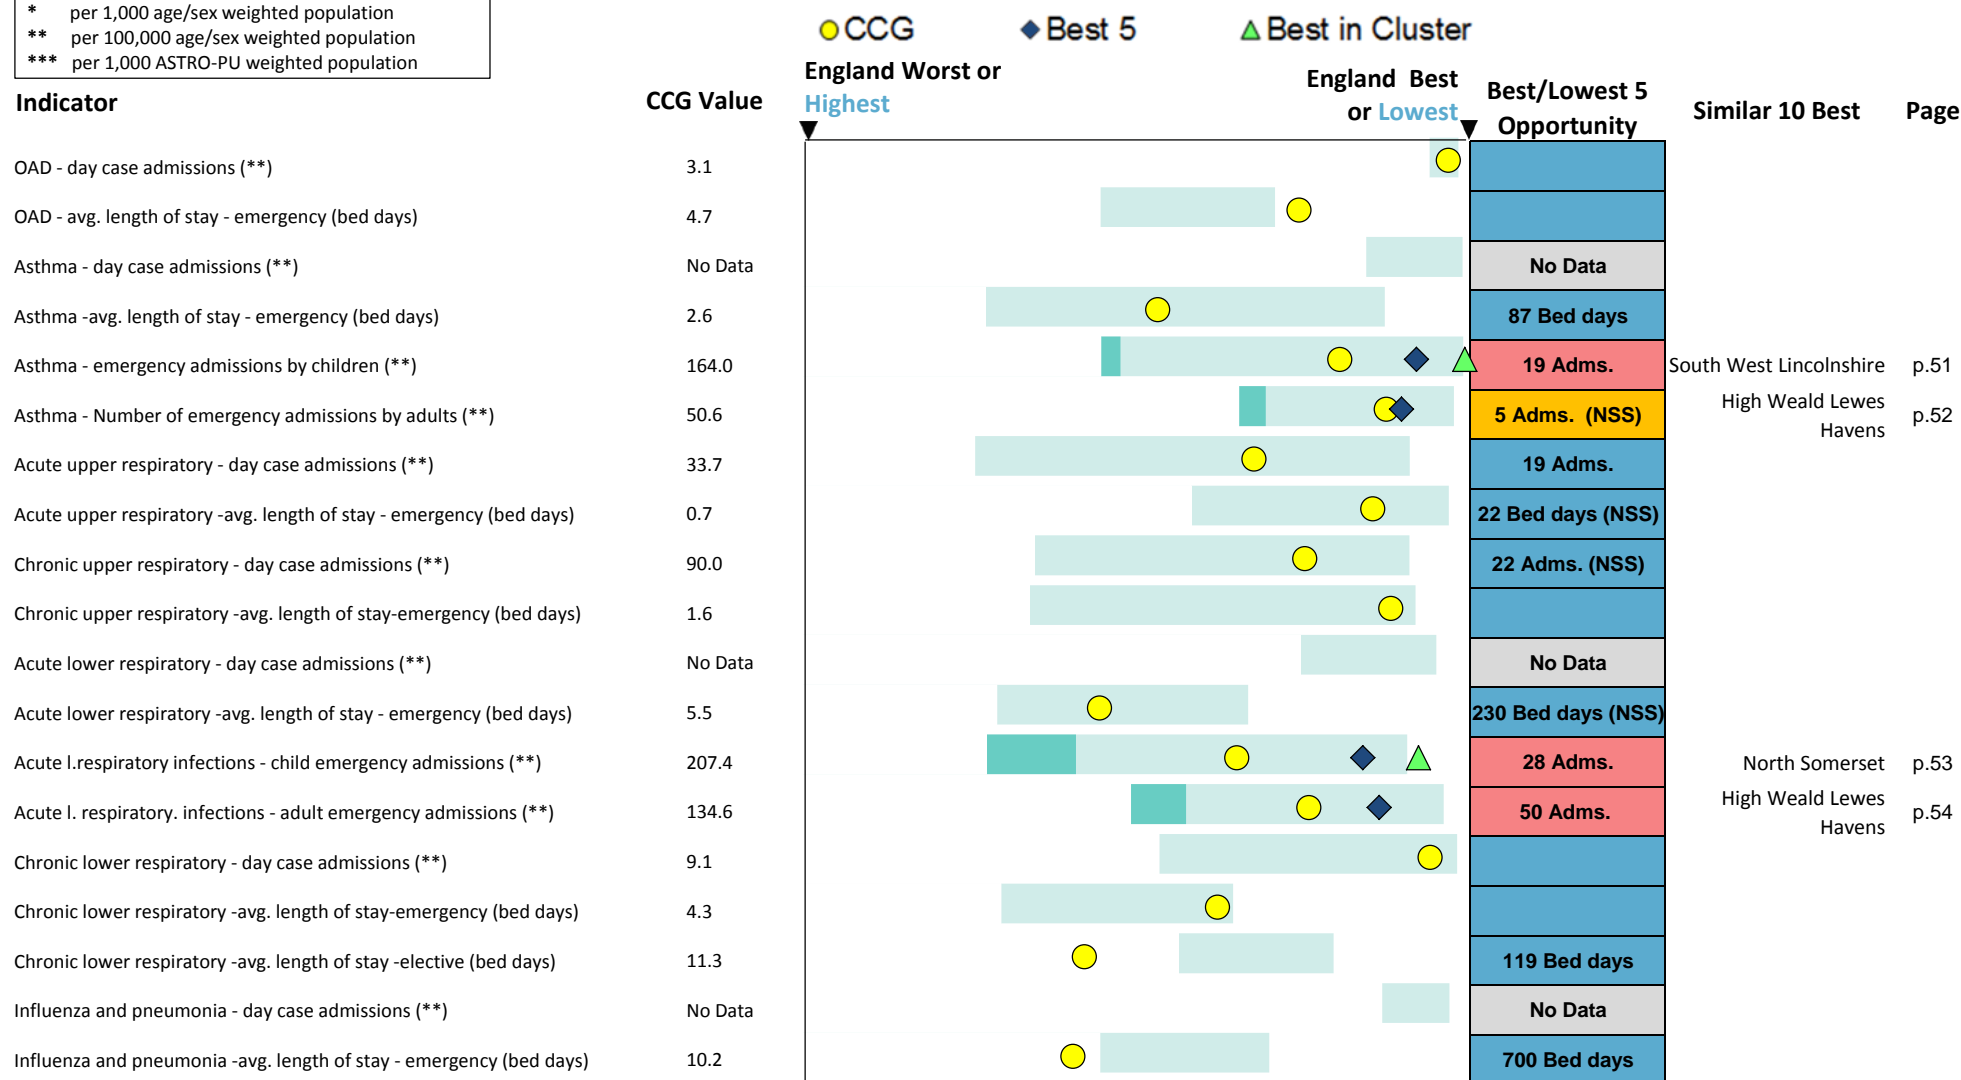 * per 1,000 age/sex weighted population
** per 100,000 age/sex weighted population
*** per 1,000 ASTRO-PU weighted population
CCG Best 5 Best in Cluster
Indicator CCG Value England Worst or Highest England Best or Lowest Best/Lowest 5 Opportunity Similar 10 Best Page
OAD - day case admissions (**) 3.1
OAD - avg. length of stay - emergency (bed days) 4.7
Asthma - day case admissions (**) No Data No Data
Asthma -avg. length of stay - emergency (bed days) 2.6 87 Bed days
Asthma - emergency admissions by children (**) 164.0 19 Adms. South West Lincolnshire p.51
Asthma - Number of emergency admissions by adults (**) 50.6 5 Adms. (NSS) High Weald Lewes Havens p.52
Acute upper respiratory - day case admissions (**) 33.7 19 Adms.
Acute upper respiratory -avg. length of stay - emergency (bed days) 0.7 22 Bed days (NSS)
Chronic upper respiratory - day case admissions (**) 90.0 22 Adms. (NSS)
Chronic upper respiratory -avg. length of stay-emergency (bed days) 1.6
Acute lower respiratory - day case admissions (**) No Data No Data
Acute lower respiratory -avg. length of stay - emergency (bed days) 5.5 230 Bed days (NSS)
Acute l.respiratory infections - child emergency admissions (**) 207.4 28 Adms. North Somerset p.53
Acute l. respiratory. infections - adult emergency admissions (**) 134.6 50 Adms. High Weald Lewes Havens p.54
Chronic lower respiratory - day case admissions (**) 9.1
Chronic lower respiratory -avg. length of stay-emergency (bed days) 4.3
Chronic lower respiratory -avg. length of stay -elective (bed days) 11.3 119 Bed days
Influenza and pneumonia - day case admissions (**) No Data No Data
Influenza and pneumonia -avg. length of stay - emergency (bed days) 10.2 700 Bed days